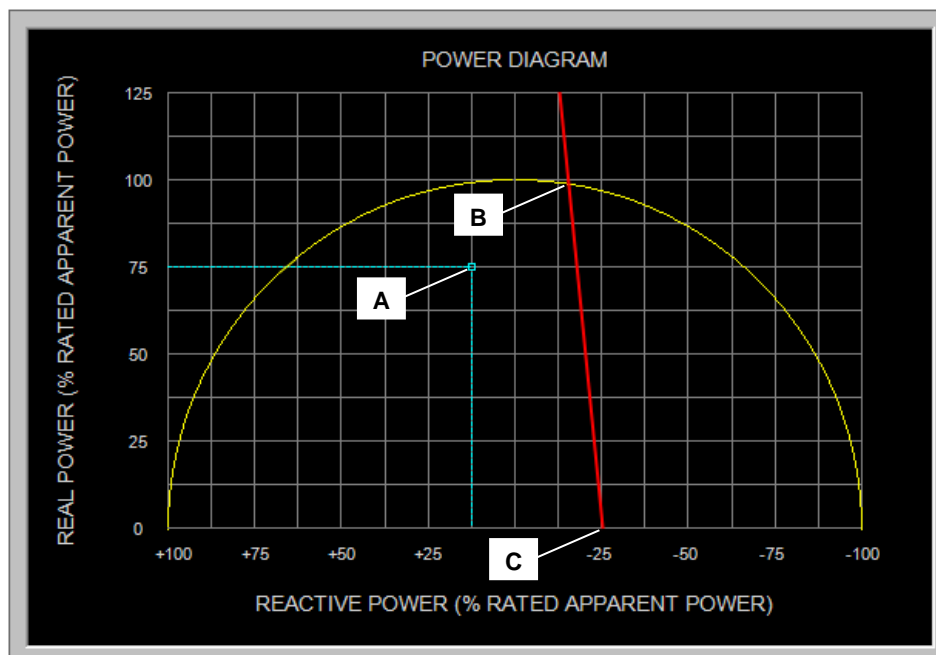 POWER DIAGRAM
REAL POWER (% RATED APPARENT POWER)
125
100
75
50
25
0
B
A
C
+100 +75 +50 +25 -25 -50 -75 -100
REACTIVE POWER (% RATED APPARENT POWER)